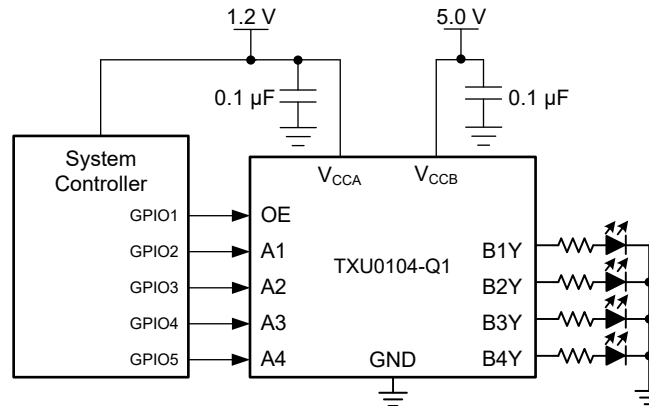 1.2 V
5.0 V
0.1 µF
0.1 µF
System
Controller
VCCA
VCCB
GPIO1
OE
GPIO2
A1
B1Y
TXU0104-Q1
GPIO3
A2
B2Y
GPIO4
A3
B3Y
GPIO5
A4
GND
B4Y